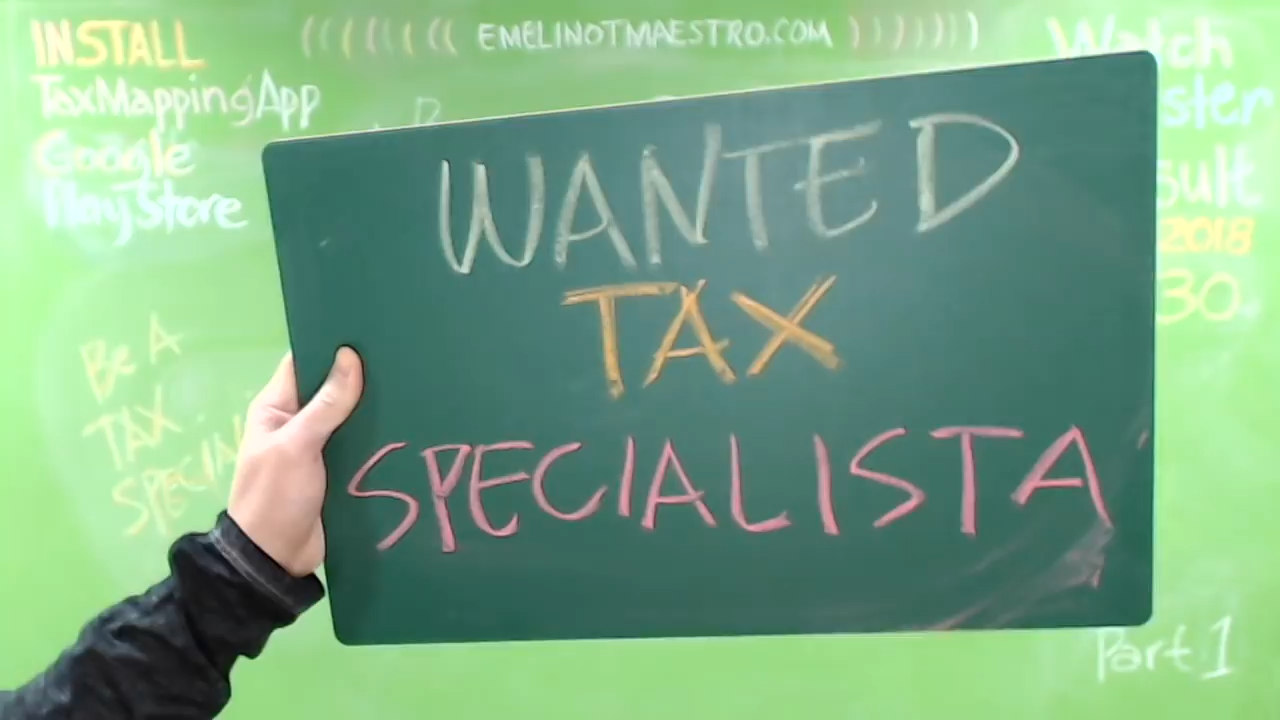 INSTALL
TaxMappingApp
Google
Play Store
((((((( EMELINOTMAESTRO.COM )))))))
Watch
ster
sult
2018
30
WANTED
TAX
SPECIALISTA
Be A
TAX
SPECIAL
Part 1